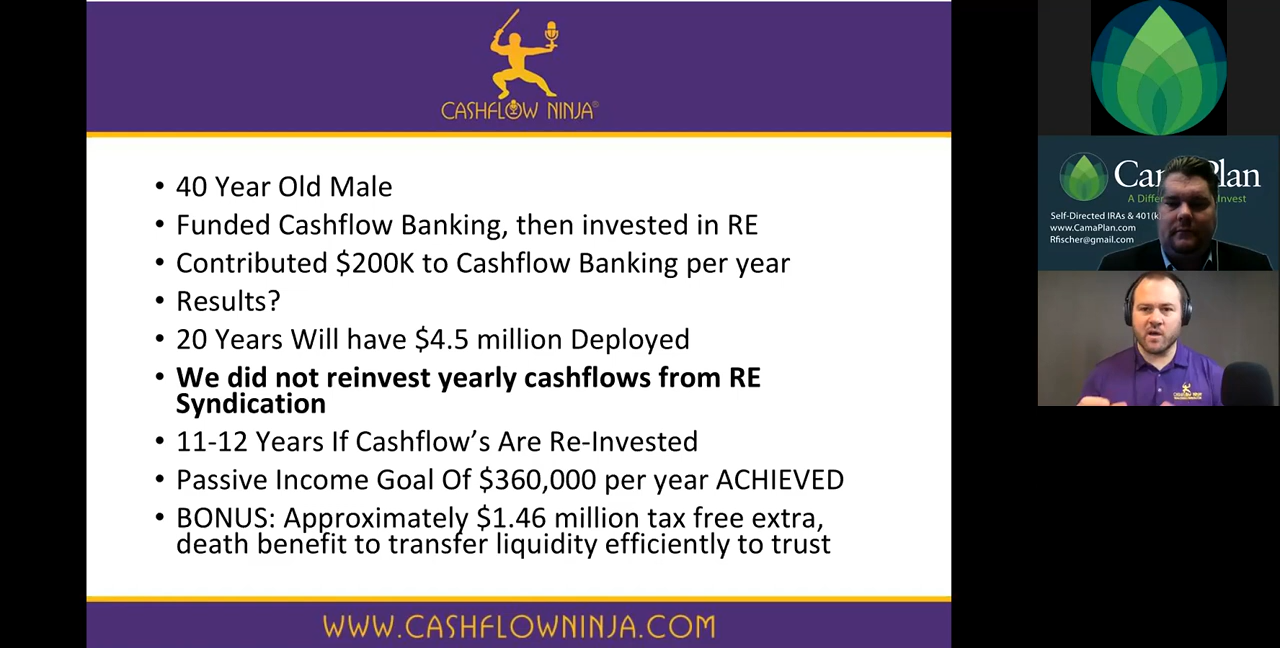 CASHFLOW NINJA®
• 40 Year Old Male
• Funded Cashflow Banking, then invested in RE
• Contributed $200K to Cashflow Banking per year
• Results?
• 20 Years Will have $4.5 million Deployed
• We did not reinvest yearly cashflows from RE
Syndication
• 11-12 Years If Cashflow’s Are Re-Invested
• Passive Income Goal Of $360,000 per year ACHIEVED
• BONUS: Approximately $1.46 million tax free extra,
death benefit to transfer liquidity efficiently to trust
WWW.CASHFLOWNINJA.COM
Cam Plan
A Differ nvest
Self-Directed IRAs & 401(k
www.CamaPlan.com
Rfischer@gmail.com